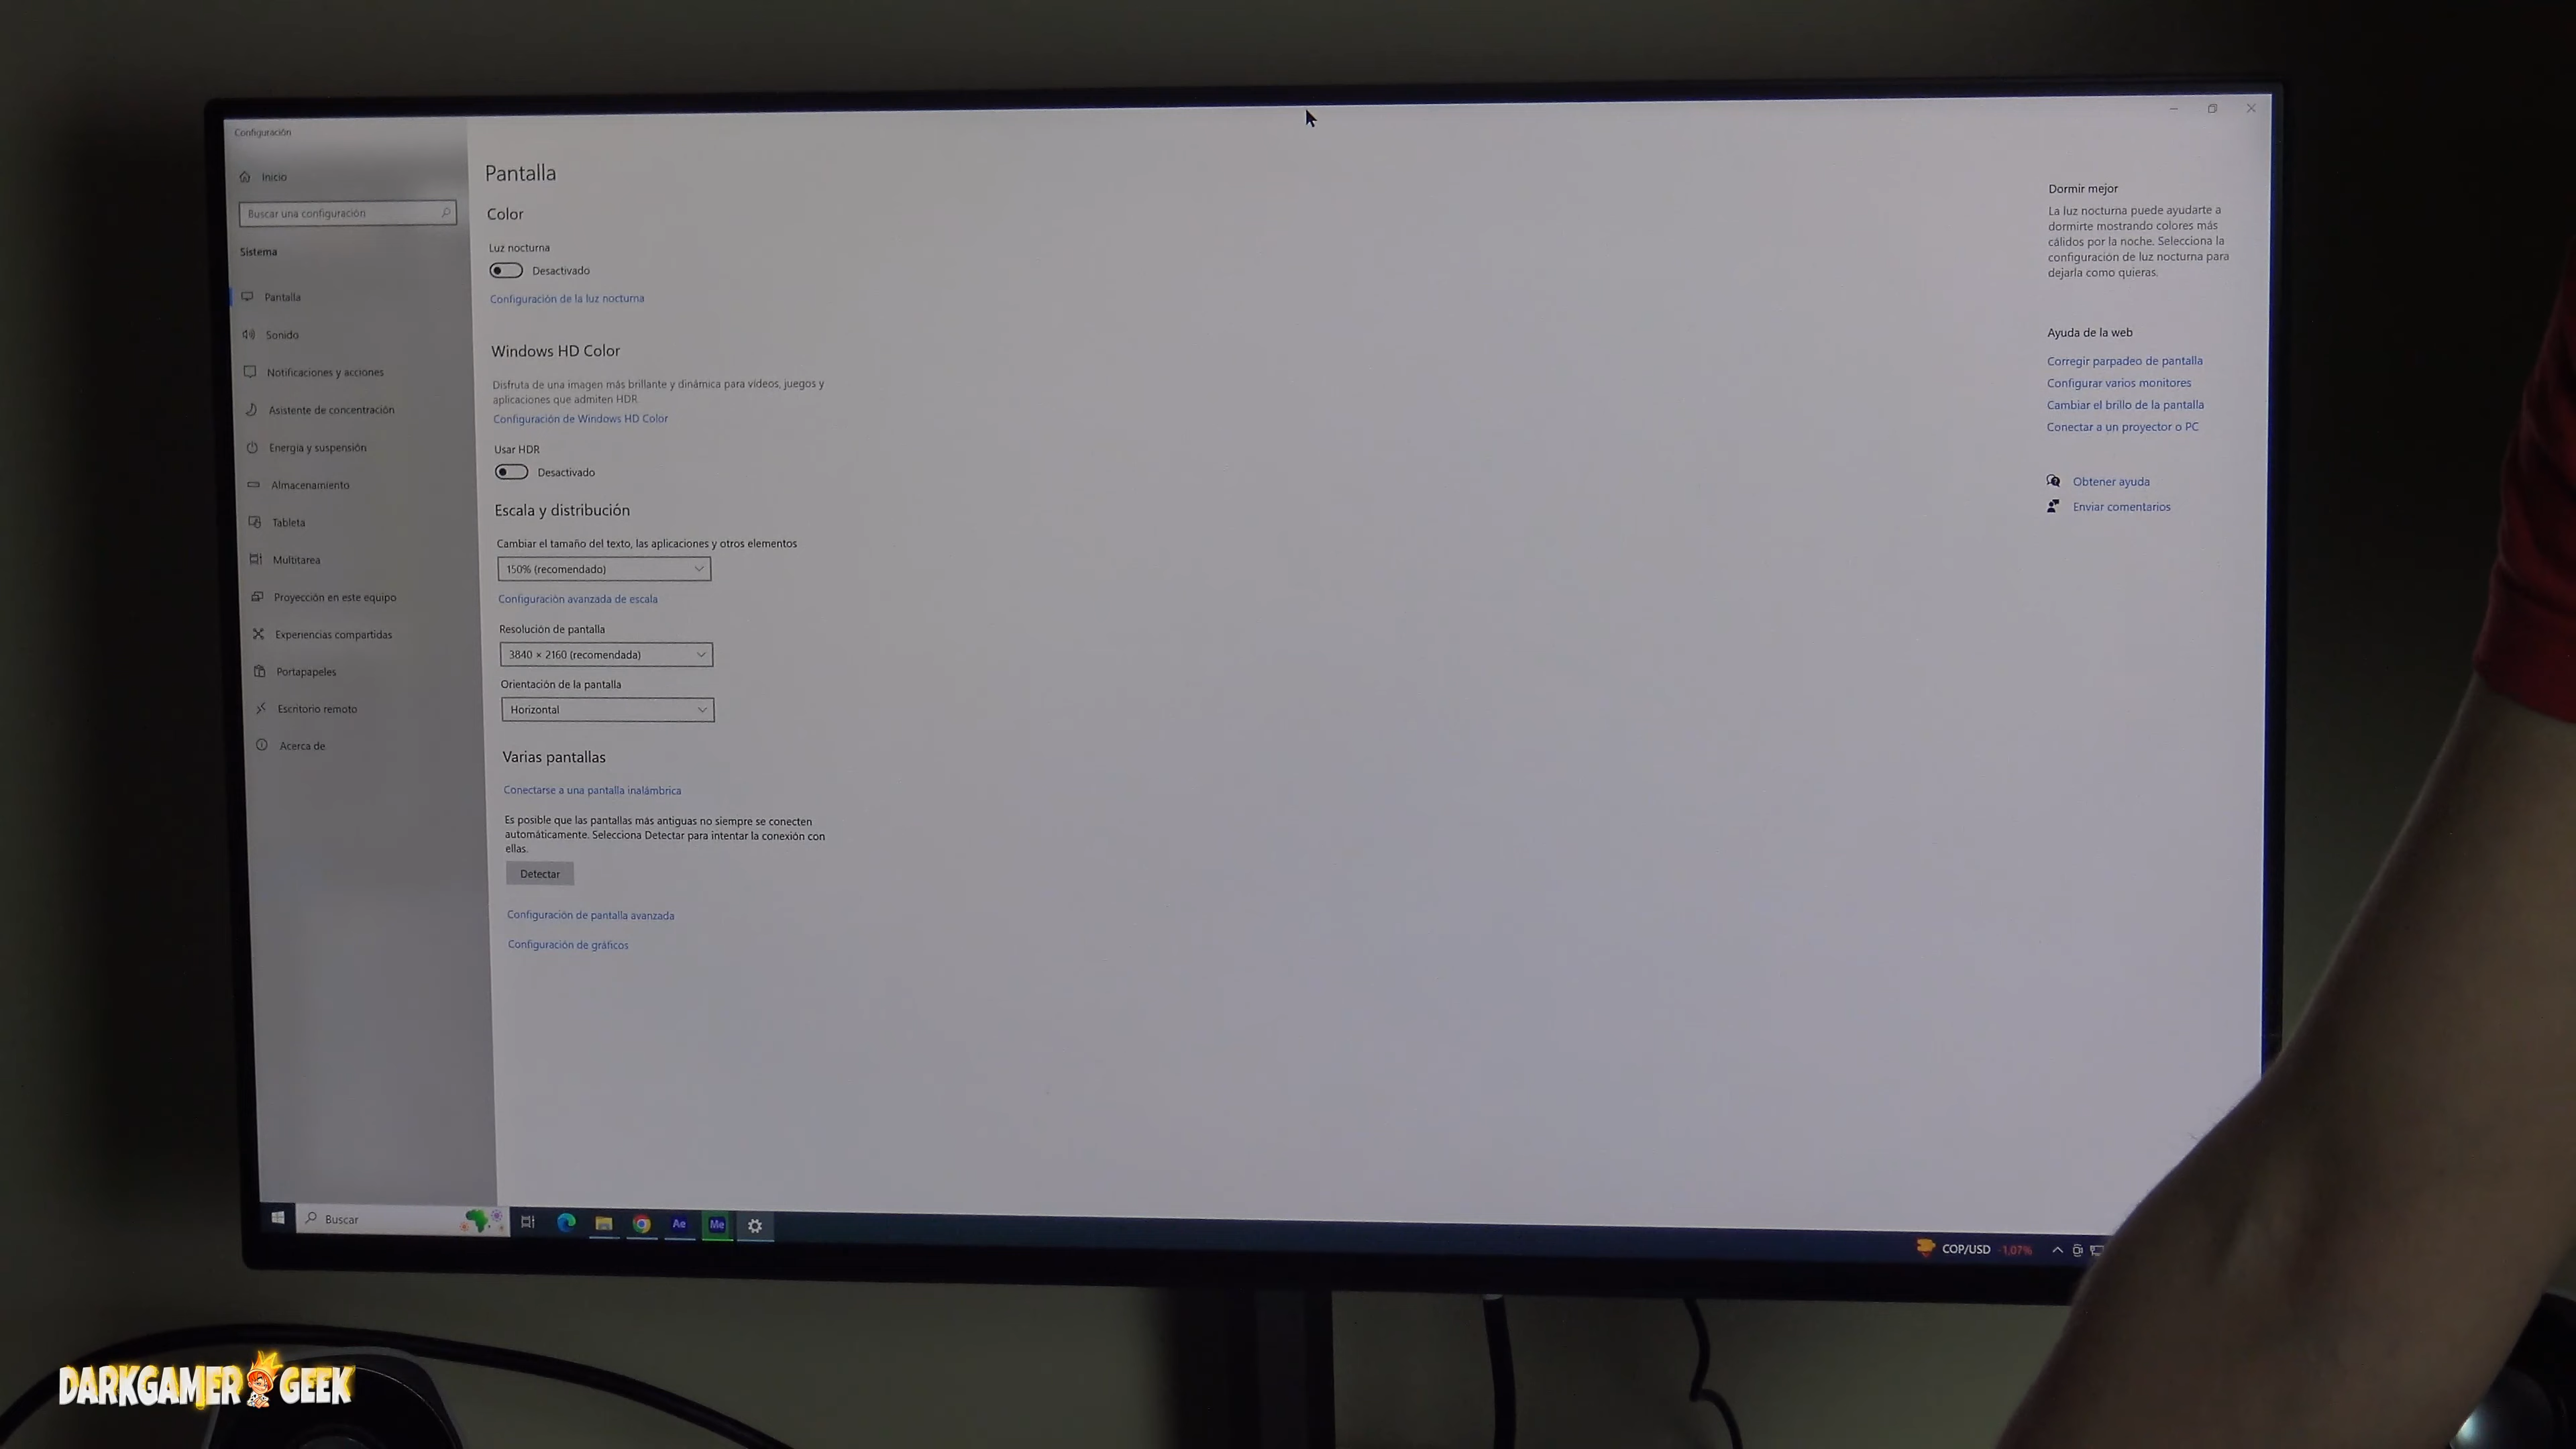 Configuración
Inicio
Buscar una configuración
Sistema
Pantalla
Sonido
Notificaciones y acciones
Asistente de concentración
Energía y suspensión
Almacenamiento
Tableta
Multitarea
Proyección en este equipo
Experiencias compartidas
Portapapeles
Escritorio remoto
Acerca de
Pantalla
Color
Luz nocturna
Desactivado
Configuración de la luz nocturna
Windows HD Color
Disfruta de una imagen más brillante y dinámica para vídeos, juegos y
aplicaciones que admiten HDR
Configuración de Windows HD Color
Usar HDR
Desactivado
Escala y distribución
Cambiar el tamaño del texto, las aplicaciones y otros elementos
150% (recomendado)
Configuración avanzada de escala
Resolución de pantalla
3840 × 2160 (recomendada)
Orientación de la pantalla
Horizontal
Varias pantallas
Conectarse a una pantalla inalámbrica
Es posible que las pantallas más antiguas no siempre se conecten
automáticamente. Selecciona Detectar para intentar la conexión con
ellas.
Detectar
Configuración de pantalla avanzada
Configuración de gráficos
Dormir mejor
La luz nocturna puede ayudarte a
dormirte mostrando colores más
cálidos por la noche. Selecciona la
configuración de luz nocturna para
dejarla como quieras.
Ayuda de la web
Corregir parpadeo de pantalla
Configurar varios monitores
Cambiar el brillo de la pantalla
Conectar a un proyector o PC
Obtener ayuda
Enviar comentarios
Buscar
Ae
Me
COP/USD -1,07%
DARKGAMER GEEK